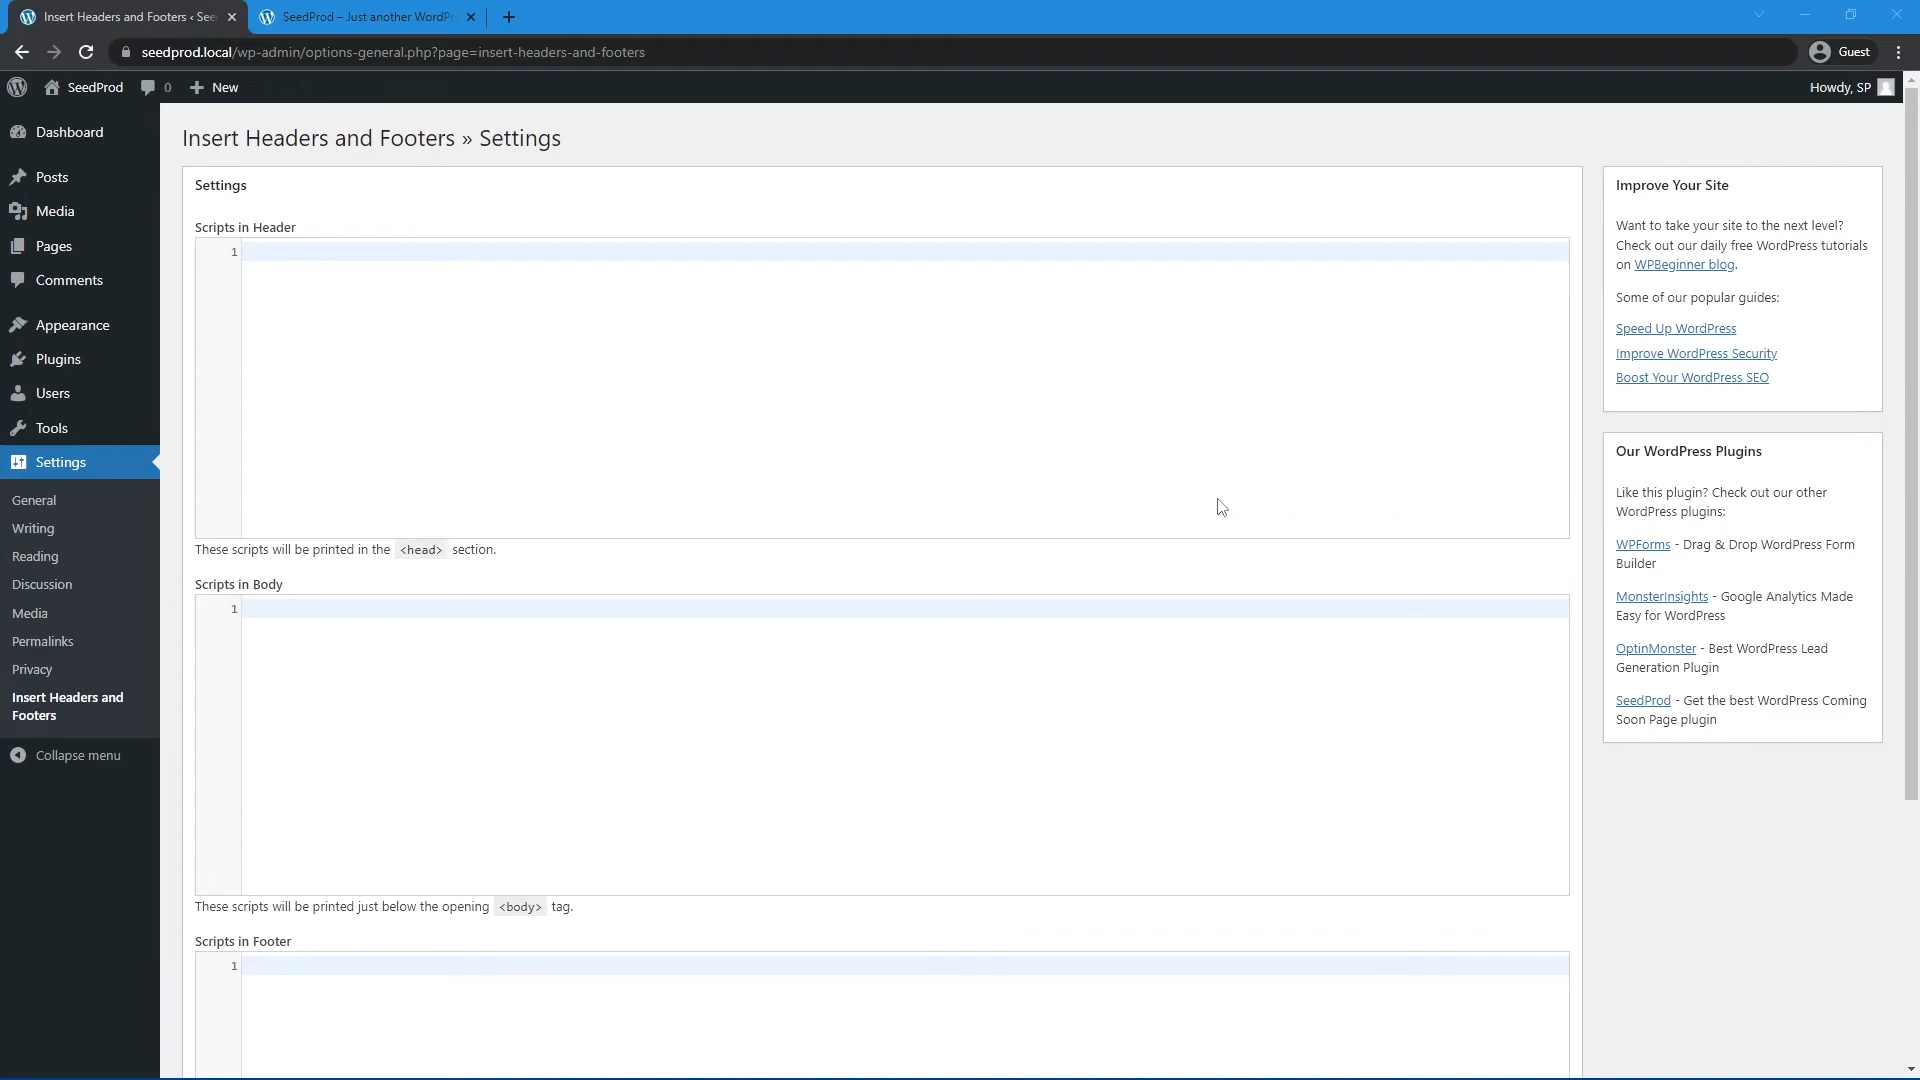 Insert Headers and Footers ‹ See
SeedProd – Just another WordPr
seedprod.local/wp-admin/options-general.php?page=insert-headers-and-footers
Guest
SeedProd
0
New
Howdy, SP
Dashboard
Posts
Media
Pages
Comments
Appearance
Plugins
Users
Tools
Settings
General
Writing
Reading
Discussion
Media
Permalinks
Privacy
Insert Headers and
Footers
Collapse menu
Insert Headers and Footers » Settings
Settings
Scripts in Header
1
These scripts will be printed in the <head> section.
Scripts in Body
1
These scripts will be printed just below the opening <body> tag.
Scripts in Footer
1
Improve Your Site
Want to take your site to the next level?
Check out our daily free WordPress tutorials
on WPBeginner blog.
Some of our popular guides:
Speed Up WordPress
Improve WordPress Security
Boost Your WordPress SEO
Our WordPress Plugins
Like this plugin? Check out our other
WordPress plugins:
WPForms - Drag & Drop WordPress Form
Builder
MonsterInsights - Google Analytics Made
Easy for WordPress
OptinMonster - Best WordPress Lead
Generation Plugin
SeedProd - Get the best WordPress Coming
Soon Page plugin